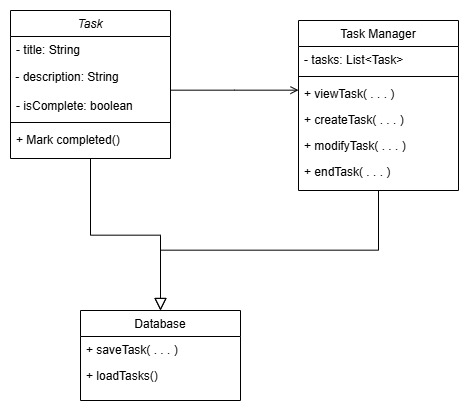 Task
- title: String
- description: String
- isComplete: boolean
+ Mark completed()
Task Manager
- tasks: List<Task>
+ viewTask( . . . )
+ createTask( . . . )
+ modifyTask( . . . )
+ endTask( . . . )
Database
+ saveTask( . . . )
+ loadTasks()